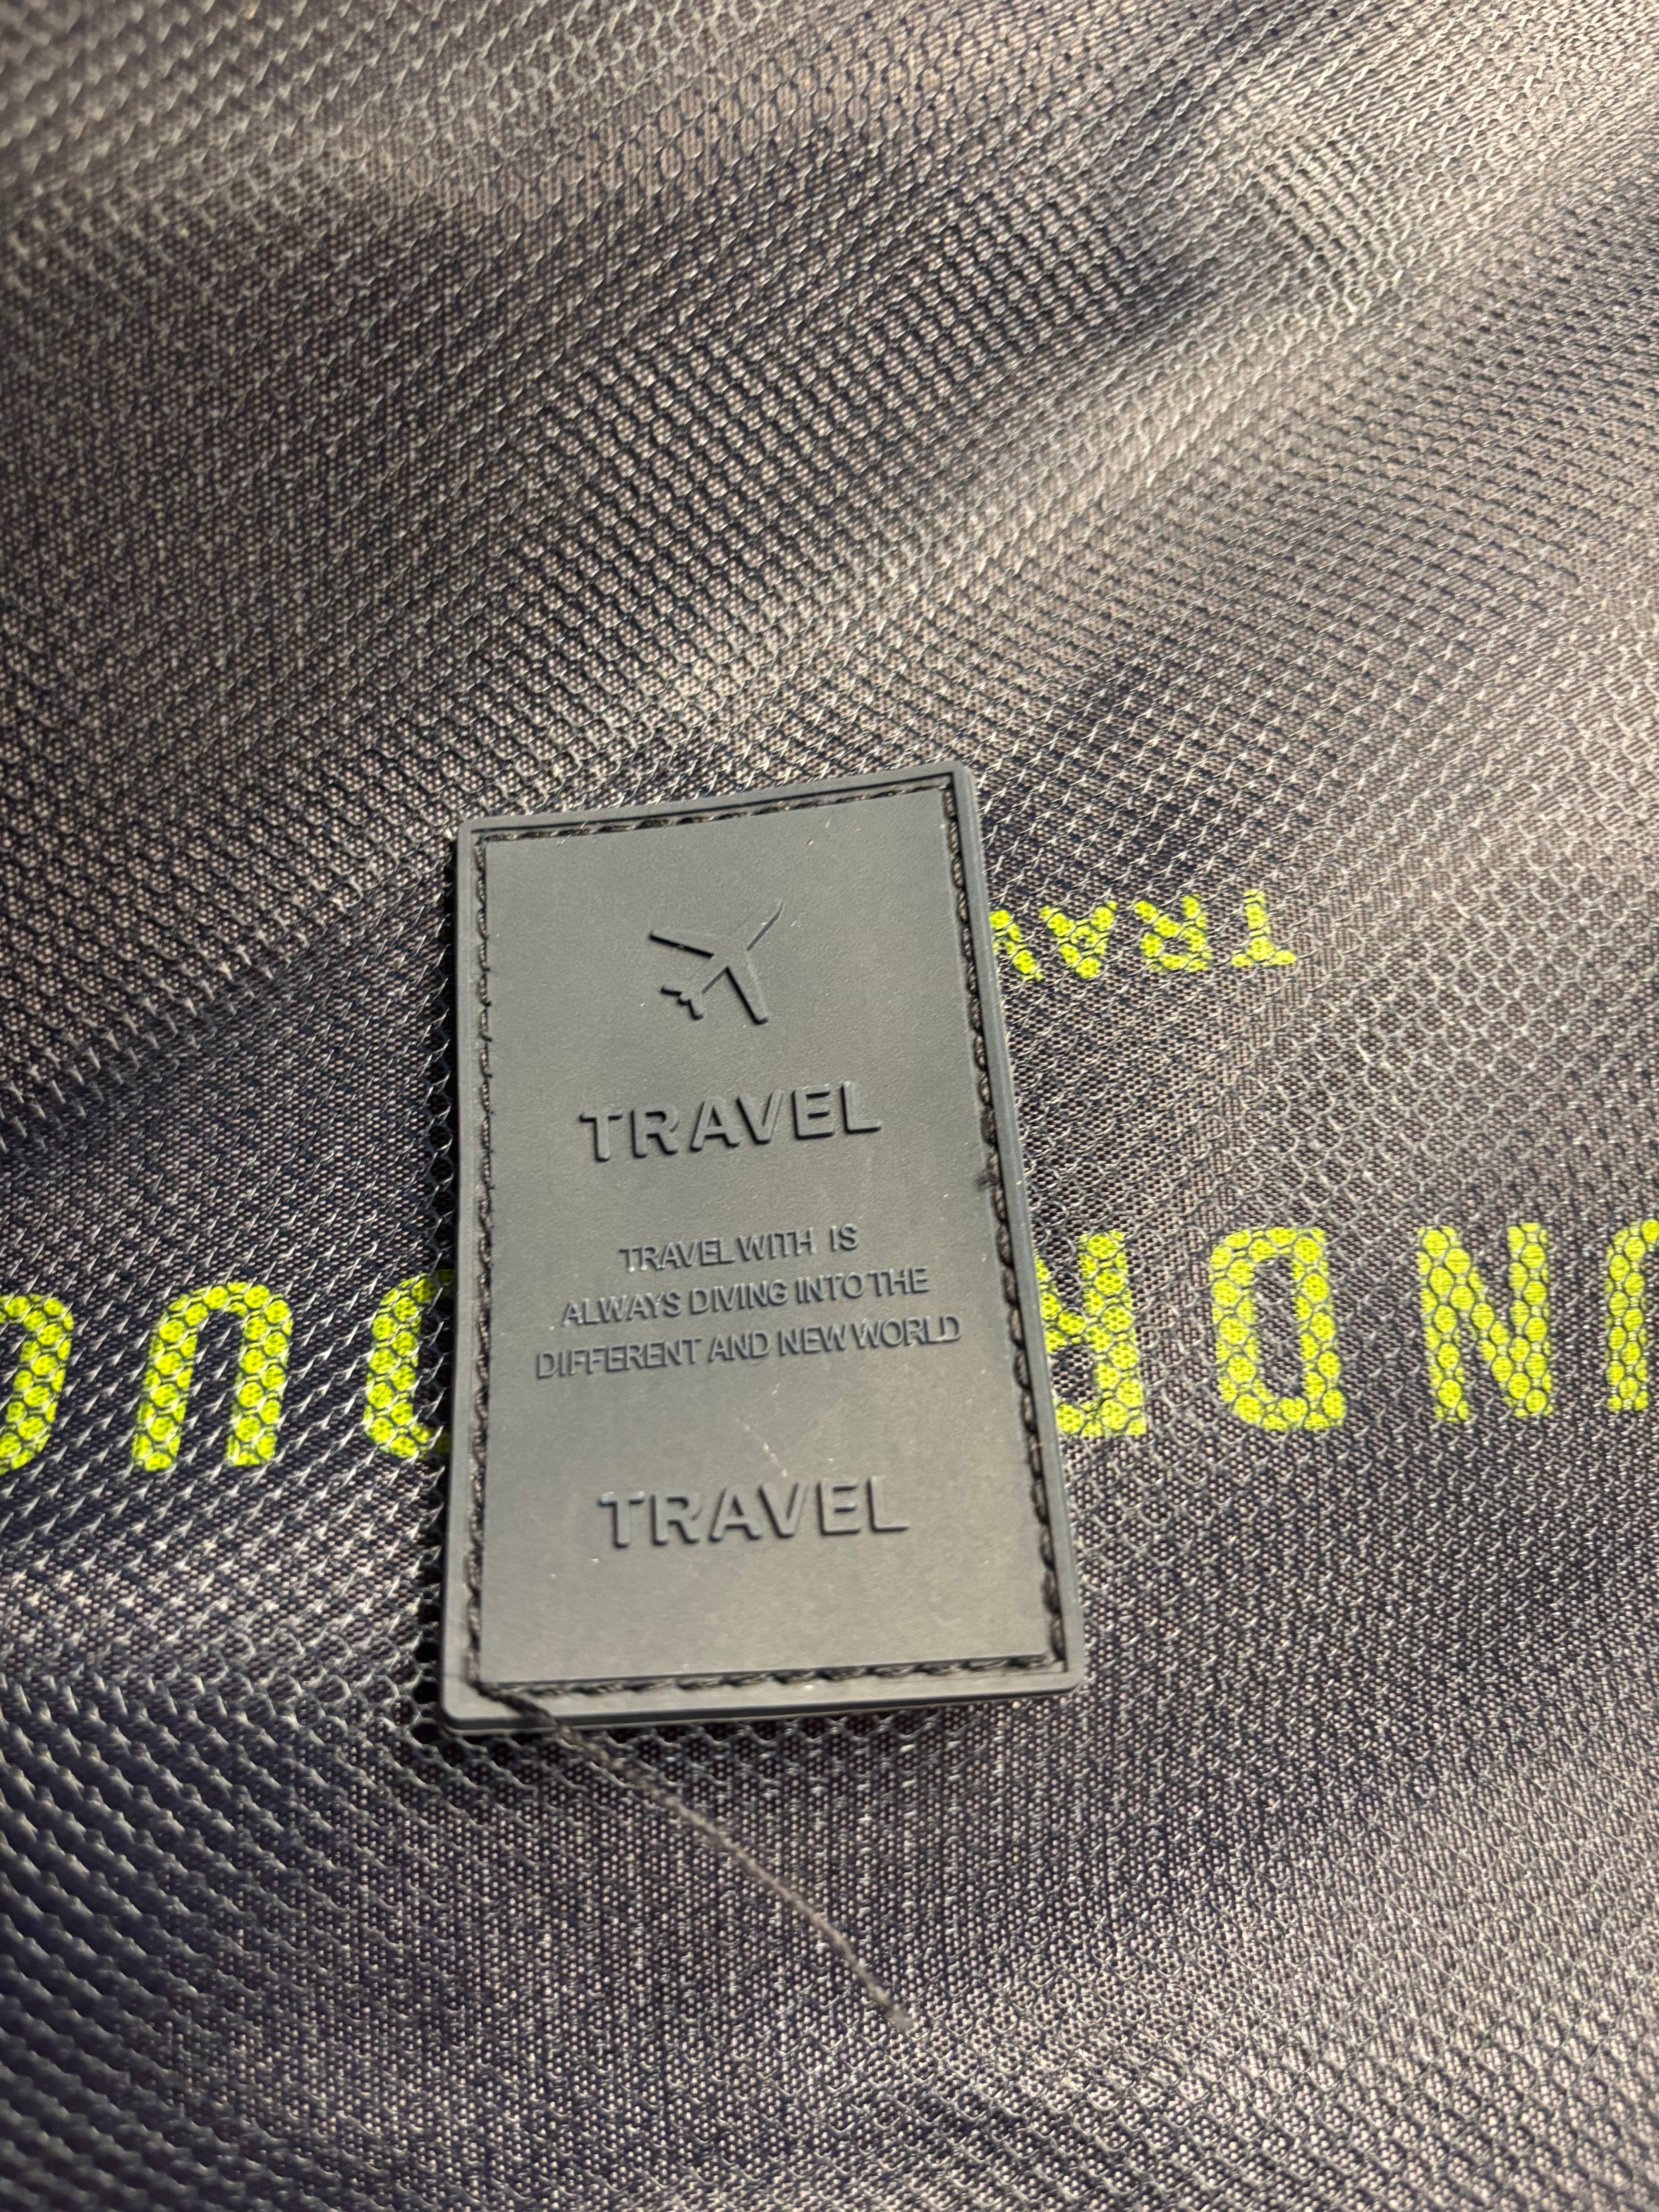 TRAVEL
TRAVEL WITH IS
ALWAYS DIVING INTO THE
DIFFERENT AND NEW WORLD
TRAVEL